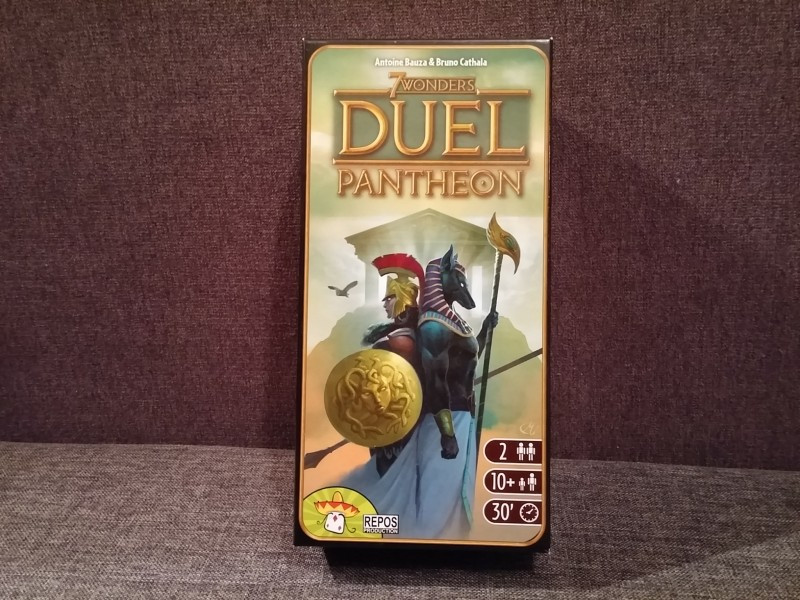 Antoine Bauza & Bruno Cathala
7 WONDERS
DUEL
PANTHEON
2
10+
30'
REPOS
PRODUCTION